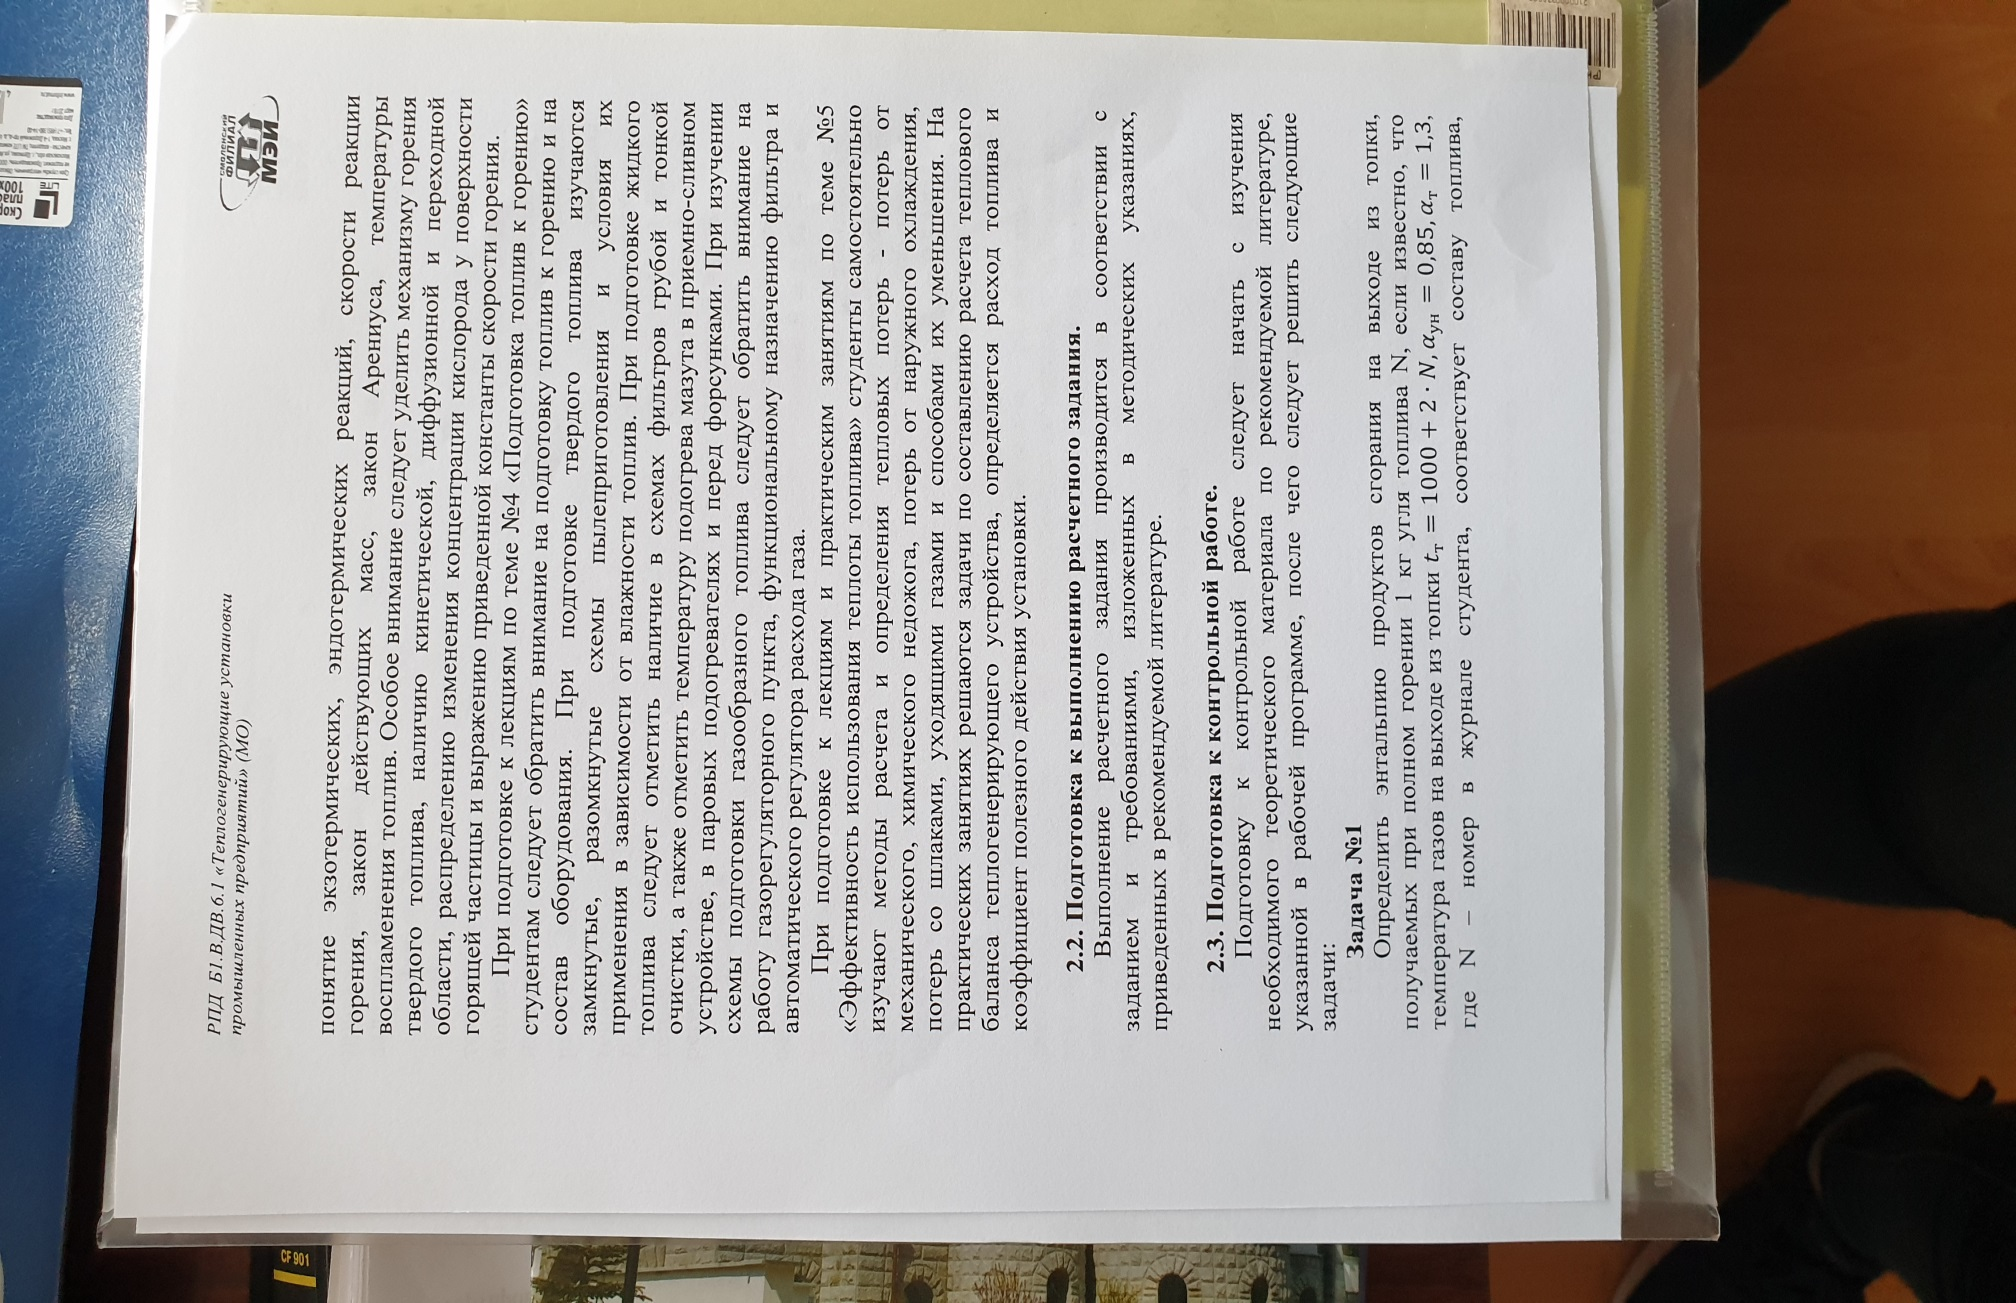 РПД Б1.В.ДВ.6.1 «Теплогенерирующие установки
промышленных предприятий» (МО)
СМОЛЕНСКИЙ
ФИЛИАЛ
МЭИ
понятие экзотермических, эндотермических реакций, скорости реакции
горения, закон действующих масс, закон Аррениуса, температуры
воспламенения топлив. Особое внимание следует уделить механизму горения
твердого топлива, наличию кинетической, диффузионной и переходной
области, распределению изменения концентрации кислорода у поверхности
горящей частицы и выражению приведенной константы скорости горения.
При подготовке к лекциям по теме №4 «Подготовка топлив к горению»
студентам следует обратить внимание на подготовку топлив к горению и на
состав оборудования. При подготовке твердого топлива изучаются
замкнутые, разомкнутые схемы пылеприготовления и условия их
применения в зависимости от влажности топлив. При подготовке жидкого
топлива следует отметить наличие в схемах фильтров грубой и тонкой
очистки, а также отметить температуру подогрева мазута в приемно-сливном
устройстве, в паровых подогревателях и перед форсунками. При изучении
схемы подготовки газообразного топлива следует обратить внимание на
работу газорегуляторного пункта, функциональному назначению фильтра и
автоматического регулятора расхода газа.
При подготовке к лекциям и практическим занятиям по теме №5
«Эффективность использования теплоты топлива» студенты самостоятельно
изучают методы расчета и определения тепловых потерь - потерь от
механического, химического недожога, потерь от наружного охлаждения,
потерь со шлаками, уходящими газами и способами их уменьшения. На
практических занятиях решаются задачи по составлению расчета теплового
баланса теплогенерирующего устройства, определяется расход топлива и
коэффициент полезного действия установки.
2.2. Подготовка к выполнению расчетного задания.
Выполнение расчетного задания производится в соответствии с
заданием и требованиями, изложенных в методических указаниях,
приведенных в рекомендуемой литературе.
2.3. Подготовка к контрольной работе.
Подготовку к контрольной работе следует начать с изучения
необходимого теоретического материала по рекомендуемой литературе,
указанной в рабочей программе, после чего следует решить следующие
задачи:
Задача №1
Определить энтальпию продуктов сгорания на выходе из топки,
получаемых при полном горении 1 кг угля топлива N, если известно, что
температура газов на выходе из топки tт = 1000 + 2 · N, αун = 0,85, αт = 1,3,
где N – номер в журнале студента, соответствует составу топлива,
CF 901
LITE
100х